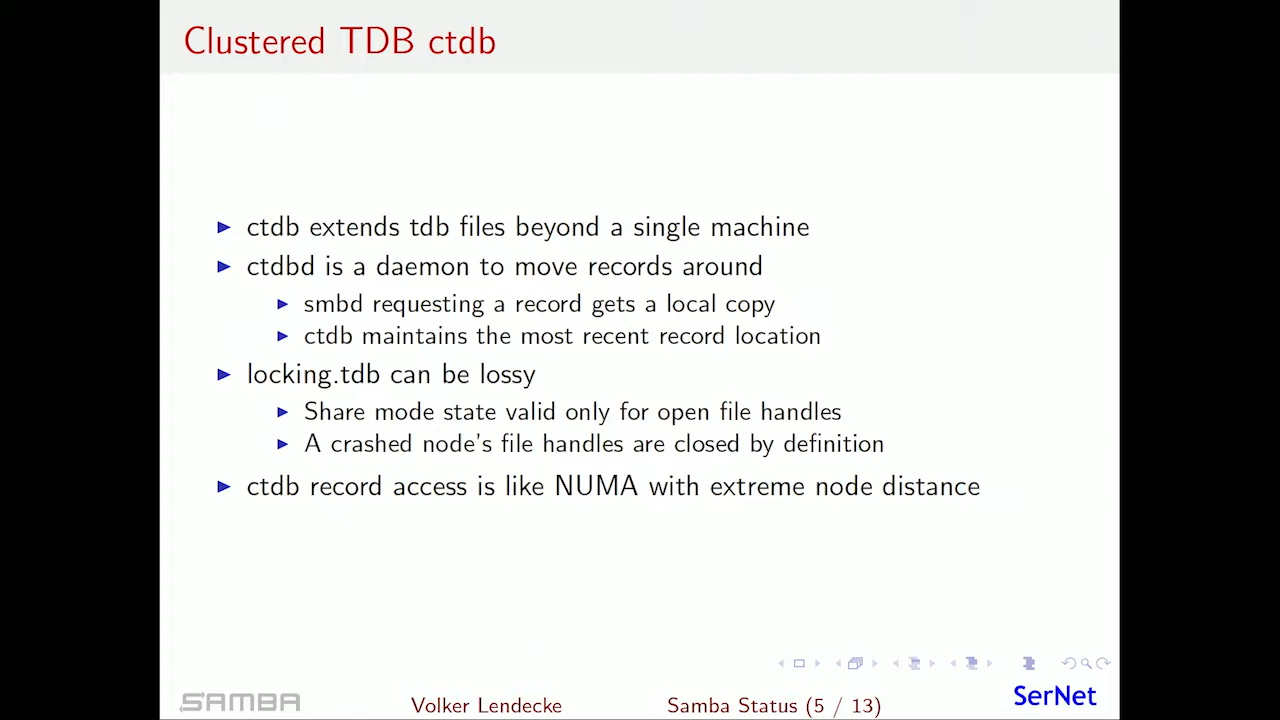 Clustered TDB ctdb
ctdb extends tdb files beyond a single machine
ctdbd is a daemon to move records around
smbd requesting a record gets a local copy
ctdb maintains the most recent record location
locking.tdb can be lossy
Share mode state valid only for open file handles
A crashed node's file handles are closed by definition
ctdb record access is like NUMA with extreme node distance
SAMBA
Volker Lendecke
Samba Status (5 / 13)
SerNet